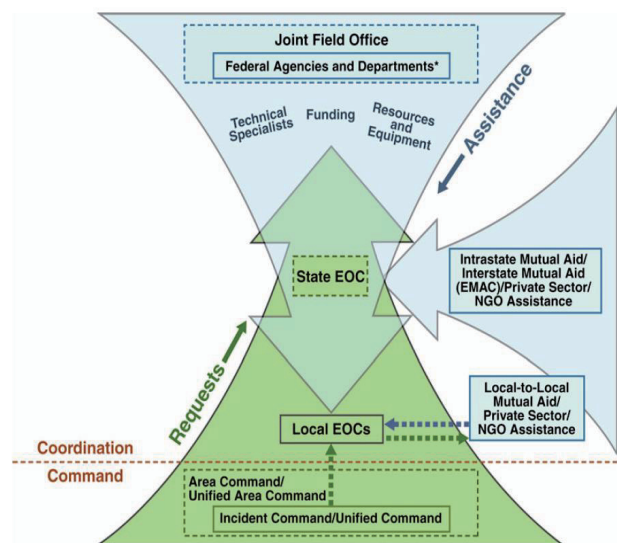 Joint Field Office
Federal Agencies and Departments*
Technical
Specialists
Funding
Resources
and
Equipment
Assistance
State EOC
Intrastate Mutual Aid/
Interstate Mutual Aid
(EMAC)/Private Sector/
NGO Assistance
Requests
Local-to-Local
Mutual Aid/
Private Sector/
NGO Assistance
Local EOCs
Coordination
Command
Area Command/
Unified Area Command
Incident Command/Unified Command